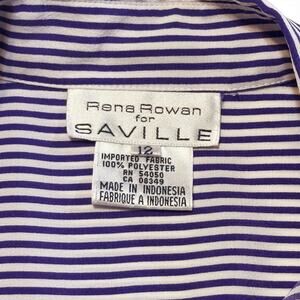 Rena Rowan
for
SAVILLE
12
IMPORTED FABRIC
100% POLYESTER
RN 54050
CA 08349
MADE IN INDONESIA
FABRIQUE A INDONESIA